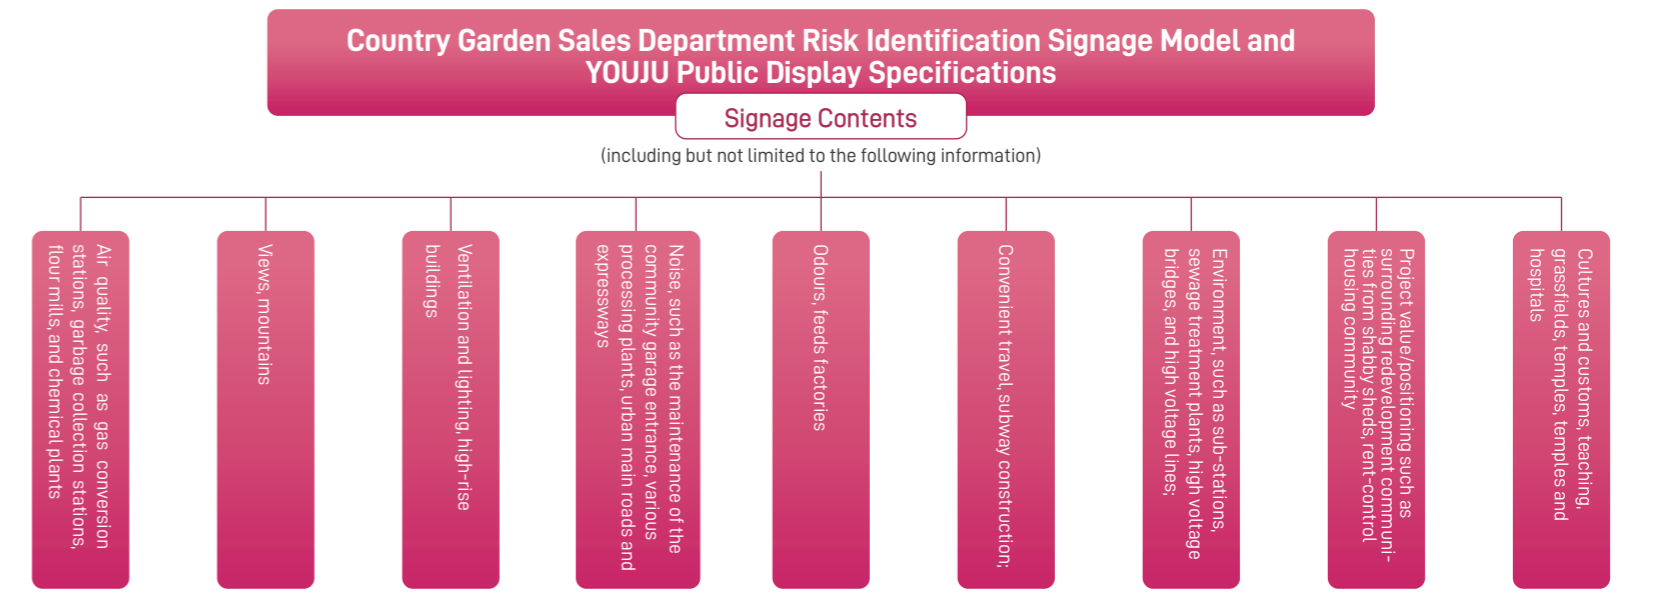 Country Garden Sales Department Risk Identification Signage Model and
YOUJU Public Display Specifications
Signage Contents
(including but not limited to the following information)
Air quality, such as gas conversion
stations, garbage collection stations,
flour mills, and chemical plants
Views, mountains
Ventilation and lighting, high-rise
buildings
Noise, such as the maintenance of the
community garage entrance, various
processing plants, urban main roads and
expressways
Odours, feeds factories
Convenient travel, subway construction;
Environment, such as sub-stations,
sewage treatment plants, high voltage
bridges, and high voltage lines;
Project value/positioning such as
surrounding redevelopment communi-
ties from shabby sheds, rent-control
housing community
Cultures and customs, teaching,
grassfields, temples, temples and
hospitals